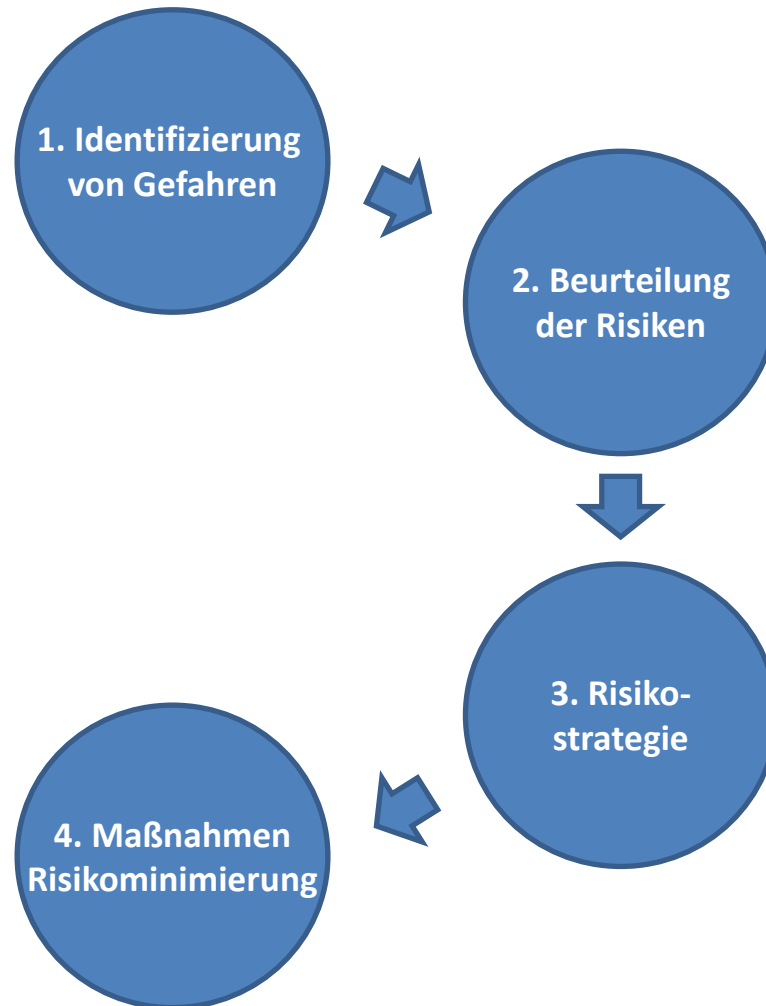 1. Identifizierung
von Gefahren
2. Beurteilung
der Risiken
3. Risiko-
strategie
4. Maßnahmen
Risikominimierung